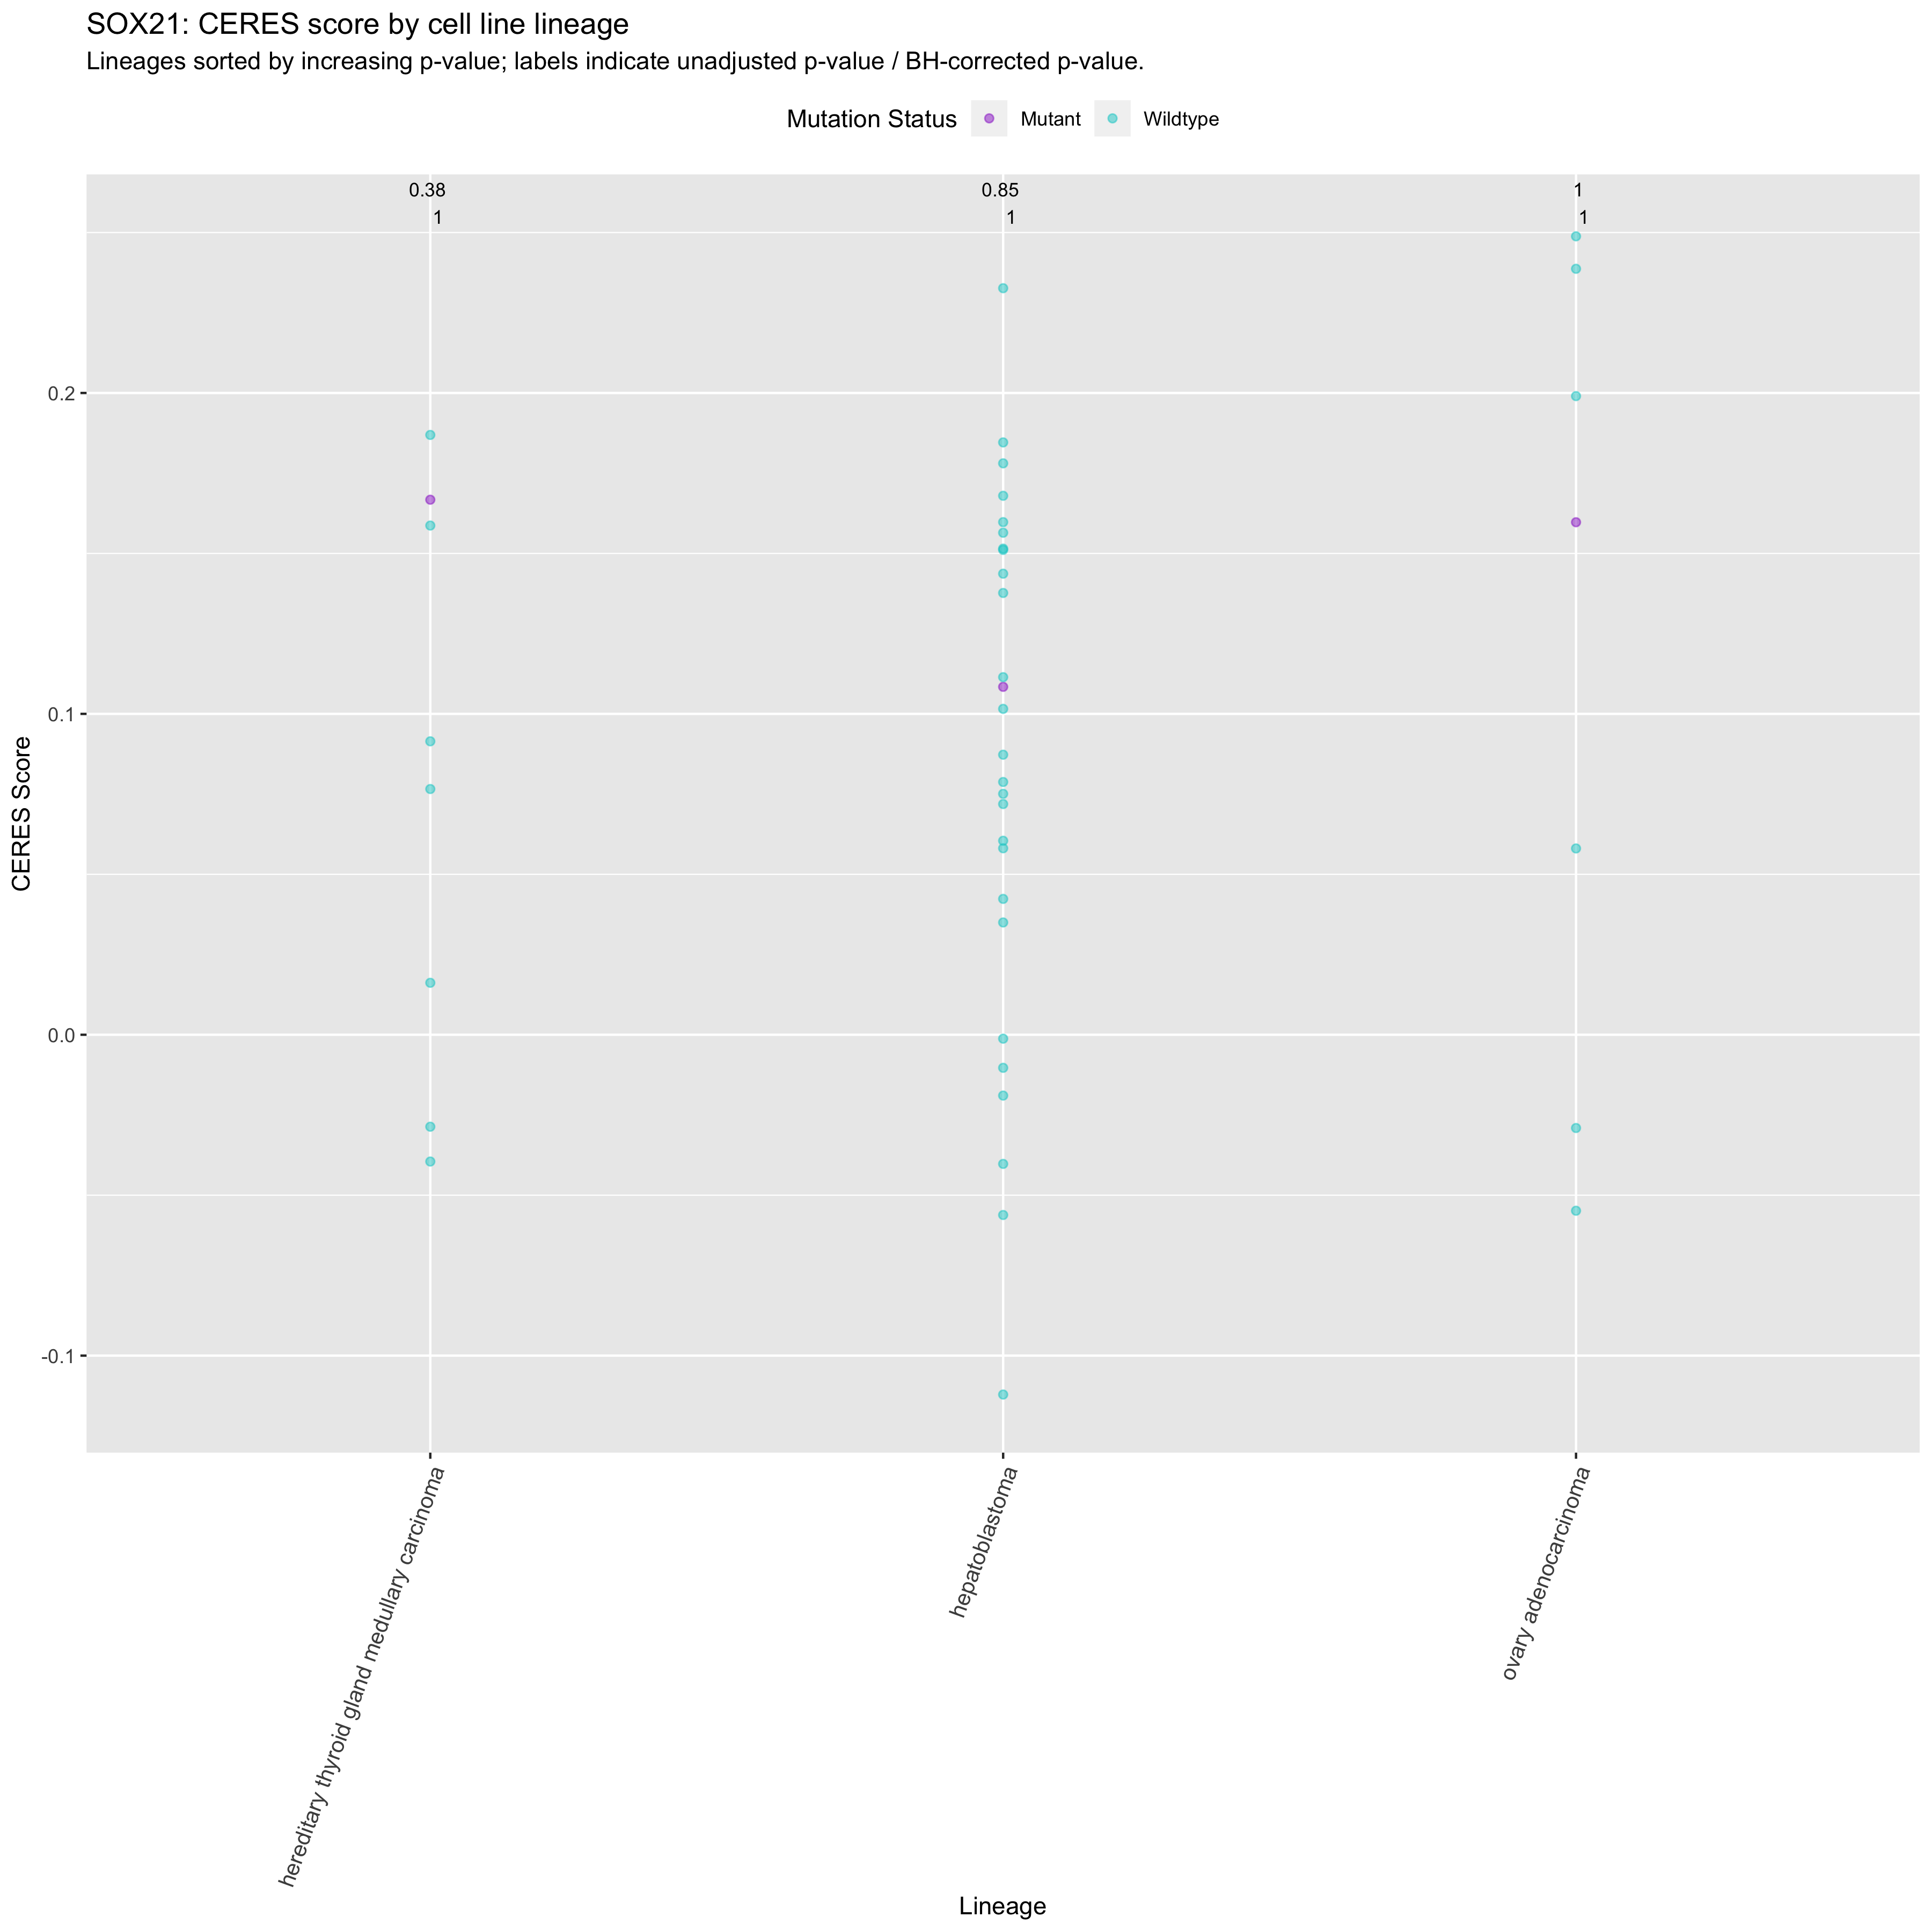 SOX21: CERES score by cell line lineage
Lineages sorted by increasing p-value; labels indicate unadjusted p-value / BH-corrected p-value.
Mutation Status Mutant Wildtype
0.38 0.85 1
1 1 1
0.2
0.1
0.0
-0.1
CERES Score
hereditary thyroid gland medullary carcinoma
hepatoblastoma
ovary adenocarcinoma
Lineage